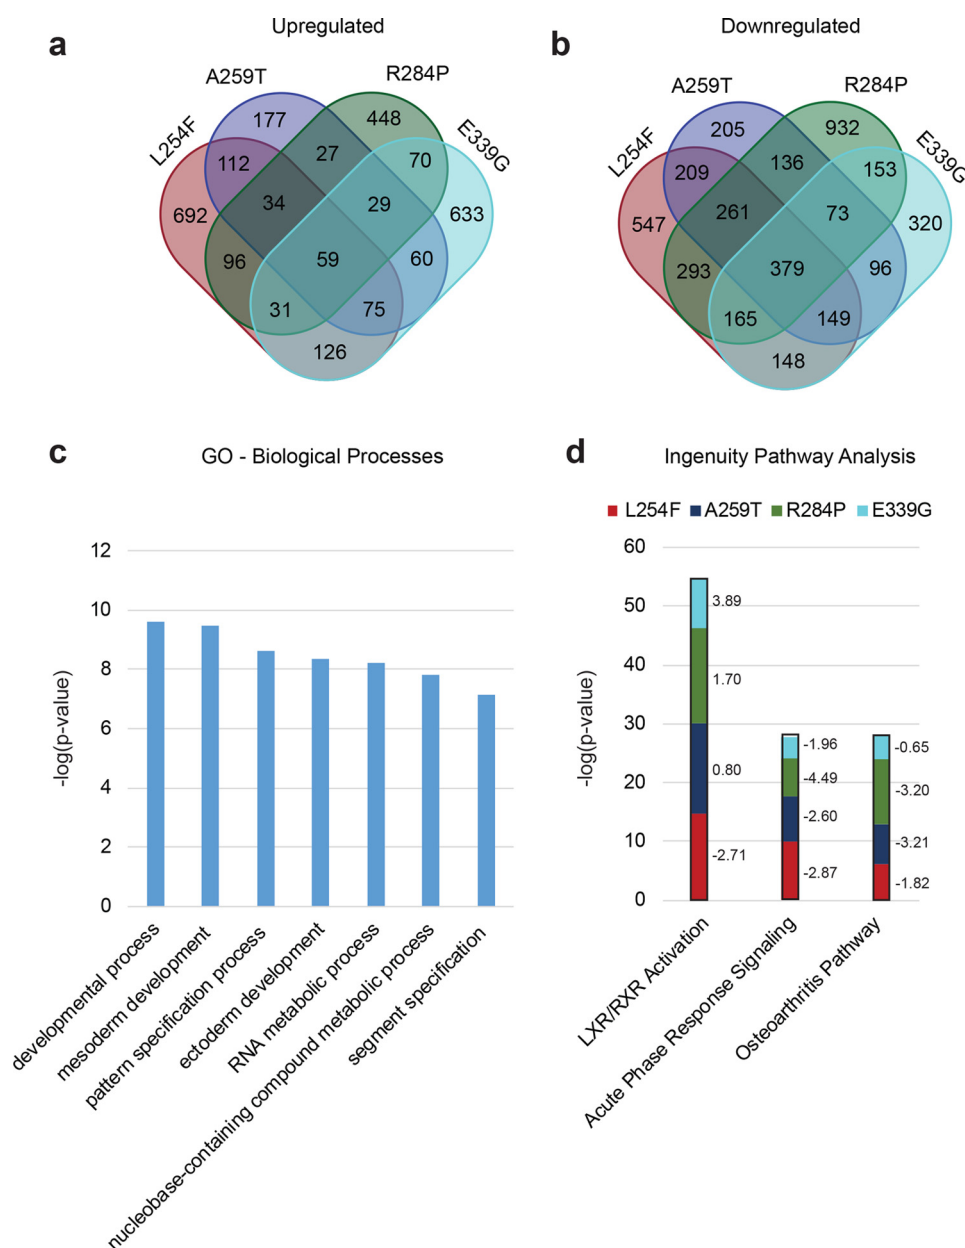 a
Upregulated
A259T
R284P
L254F
E339G
177
448
112
27
70
692
34
29
633
96
59
60
31
75
126
b
Downregulated
A259T
R284P
L254F
E339G
205
932
209
136
153
547
261
73
320
293
379
96
165
149
148
c
GO - Biological Processes
-log(p-value)
12
10
8
6
4
2
0
developmental process
mesoderm development
pattern specification process
ectoderm development
RNA metabolic process
nucleobase-containing compound metabolic process
segment specification
d
Ingenuity Pathway Analysis
L254F A259T R284P E339G
-log(p-value)
60
50
40
30
20
10
0
3.89
1.70
0.80
-2.71
-1.96
-4.49
-2.60
-2.87
-0.65
-3.20
-3.21
-1.82
LXR/RXR Activation
Acute Phase Response Signaling
Osteoarthritis Pathway